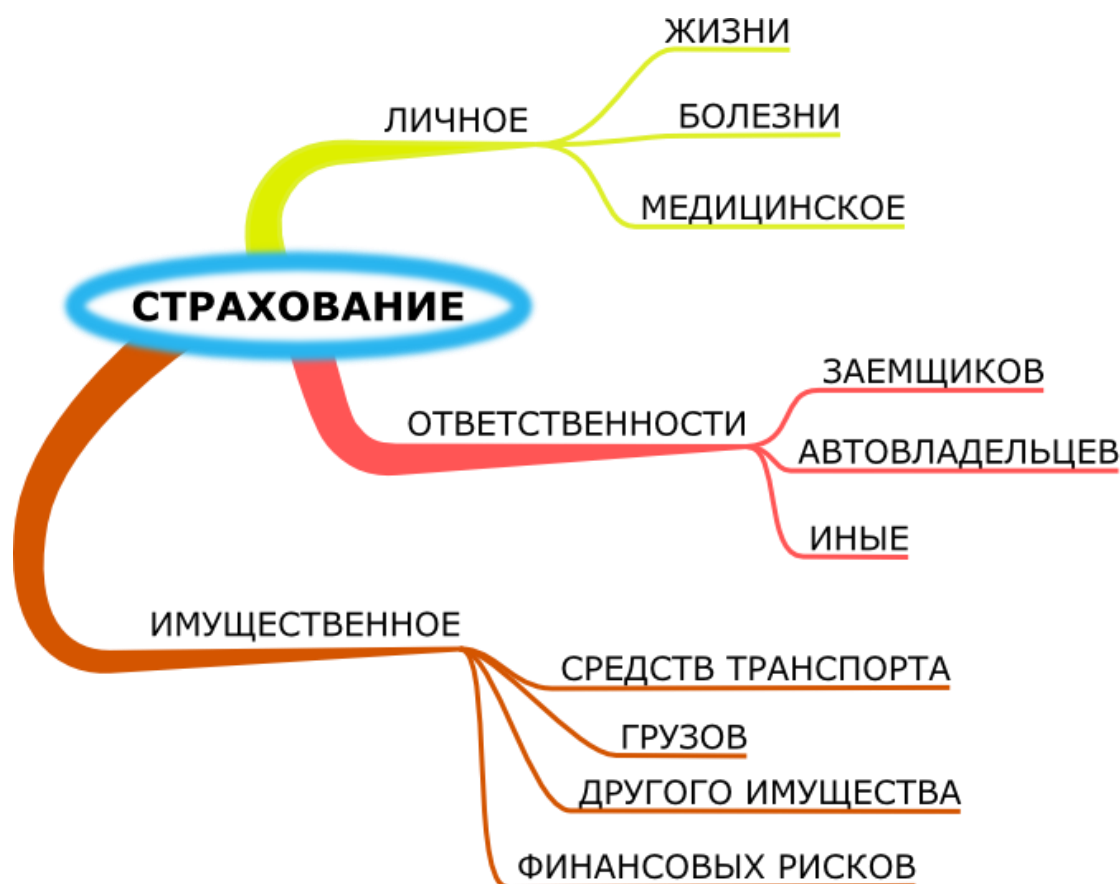 ЖИЗНИ
ЛИЧНОЕ
БОЛЕЗНИ
МЕДИЦИНСКОЕ
СТРАХОВАНИЕ
ЗАЕМЩИКОВ
ОТВЕТСТВЕННОСТИ
АВТОВЛАДЕЛЬЦЕВ
ИНЫЕ
ИМУЩЕСТВЕННОЕ
СРЕДСТВ ТРАНСПОРТА
ГРУЗОВ
ДРУГОГО ИМУЩЕСТВА
ФИНАНСОВЫХ РИСКОВ